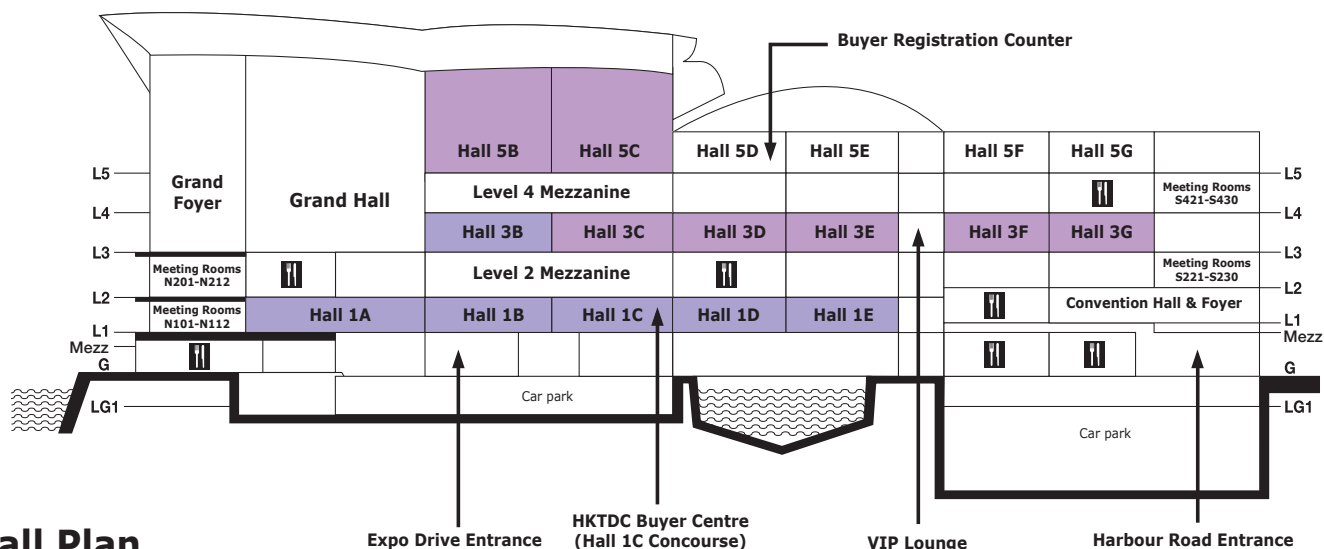 Buyer Registration Counter
Hall 5B
Hall 5C
Hall 5D
Hall 5E
Hall 5F
Hall 5G
L5
L5
Grand
Foyer
Grand Hall
Level 4 Mezzanine
Meeting Rooms
S421-S430
L4
L4
Hall 3B
Hall 3C
Hall 3D
Hall 3E
Hall 3F
Hall 3G
L3
L3
Meeting Rooms
N201-N212
Level 2 Mezzanine
Meeting Rooms
S221-S230
L2
L2
Meeting Rooms
N101-N112
Hall 1A
Hall 1B
Hall 1C
Hall 1D
Hall 1E
Convention Hall & Foyer
L1
L1
Mezz
Mezz
G
G
Car park
LG1
LG1
Car park
all Plan
Expo Drive Entrance
HKTDC Buyer Centre
(Hall 1C Concourse)
VIP Lounge
Harbour Road Entrance